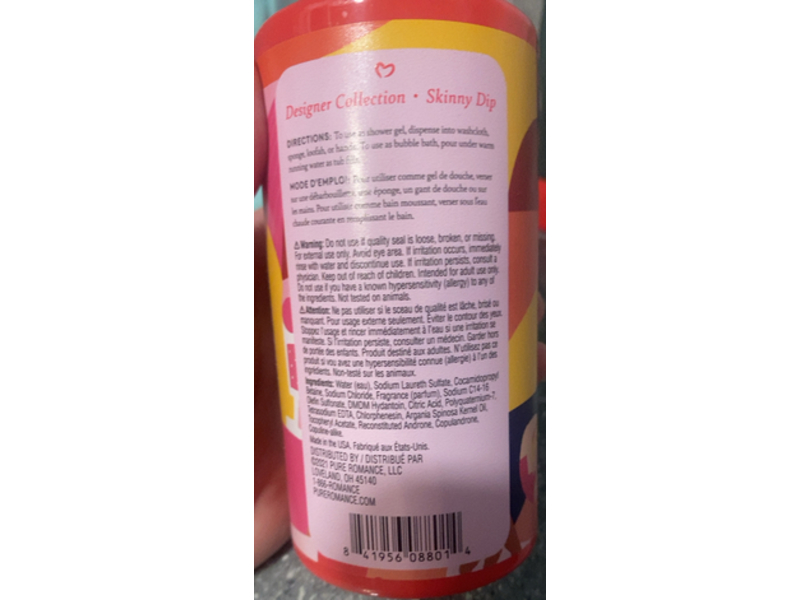 Designer Collection • Skinny Dip
DIRECTIONS: To use as shower gel, dispense into washcloth,
sponge, loofah, or hands. To use as bubble bath, pour under warm
running water as tub fills.
MODE D'EMPLOI: Pour utiliser comme gel de douche, verser
sur une débarbouillette, une éponge, un gant de douche ou sur
les mains. Pour utiliser comme bain moussant, verser sous l'eau
chaude courante en remplissant le bain.
⚠ Warning: Do not use if quality seal is loose, broken, or missing.
For external use only. Avoid eye area. If irritation occurs, immediately
rinse with water and discontinue use. If irritation persists, consult a
physician. Keep out of reach of children. Intended for adult use only.
Do not use if you have a known hypersensitivity (allergy) to any of
the ingredients. Not tested on animals.
⚠ Attention: Ne pas utiliser si le sceau de qualité est lâche, brisé ou
manquant. Pour usage externe seulement. Éviter le contour des yeux.
Stoppez l'usage et rincer immédiatement à l'eau si une irritation se
manifeste. Si l'irritation persiste, consulter un médecin. Garder hors
de portée des enfants. Produit destiné aux adultes. N'utilisez pas ce
produit si vous avez une hypersensibilité connue (allergie) à l'un des
ingrédients. Non-testé sur les animaux.
Ingredients: Water (eau), Sodium Laureth Sulfate, Cocamidopropyl
Betaine, Sodium Chloride, Fragrance (parfum), Sodium C14-16
Olefin Sulfonate, DMDM Hydantoin, Citric Acid, Polyquaternium-7,
Tetrasodium EDTA, Chlorphenesin, Argania Spinosa Kernel Oil,
Tocopheryl Acetate, Reconstituted Androne, Copulandrone,
Copuline-alike.
Made in the USA. Fabriqué aux États-Unis.
DISTRIBUTED BY / DISTRIBUÉ PAR
©2021 PURE ROMANCE, LLC
LOVELAND, OH 45140
1-866-ROMANCE
PUREROMANCE.COM
8 41956 08801 4